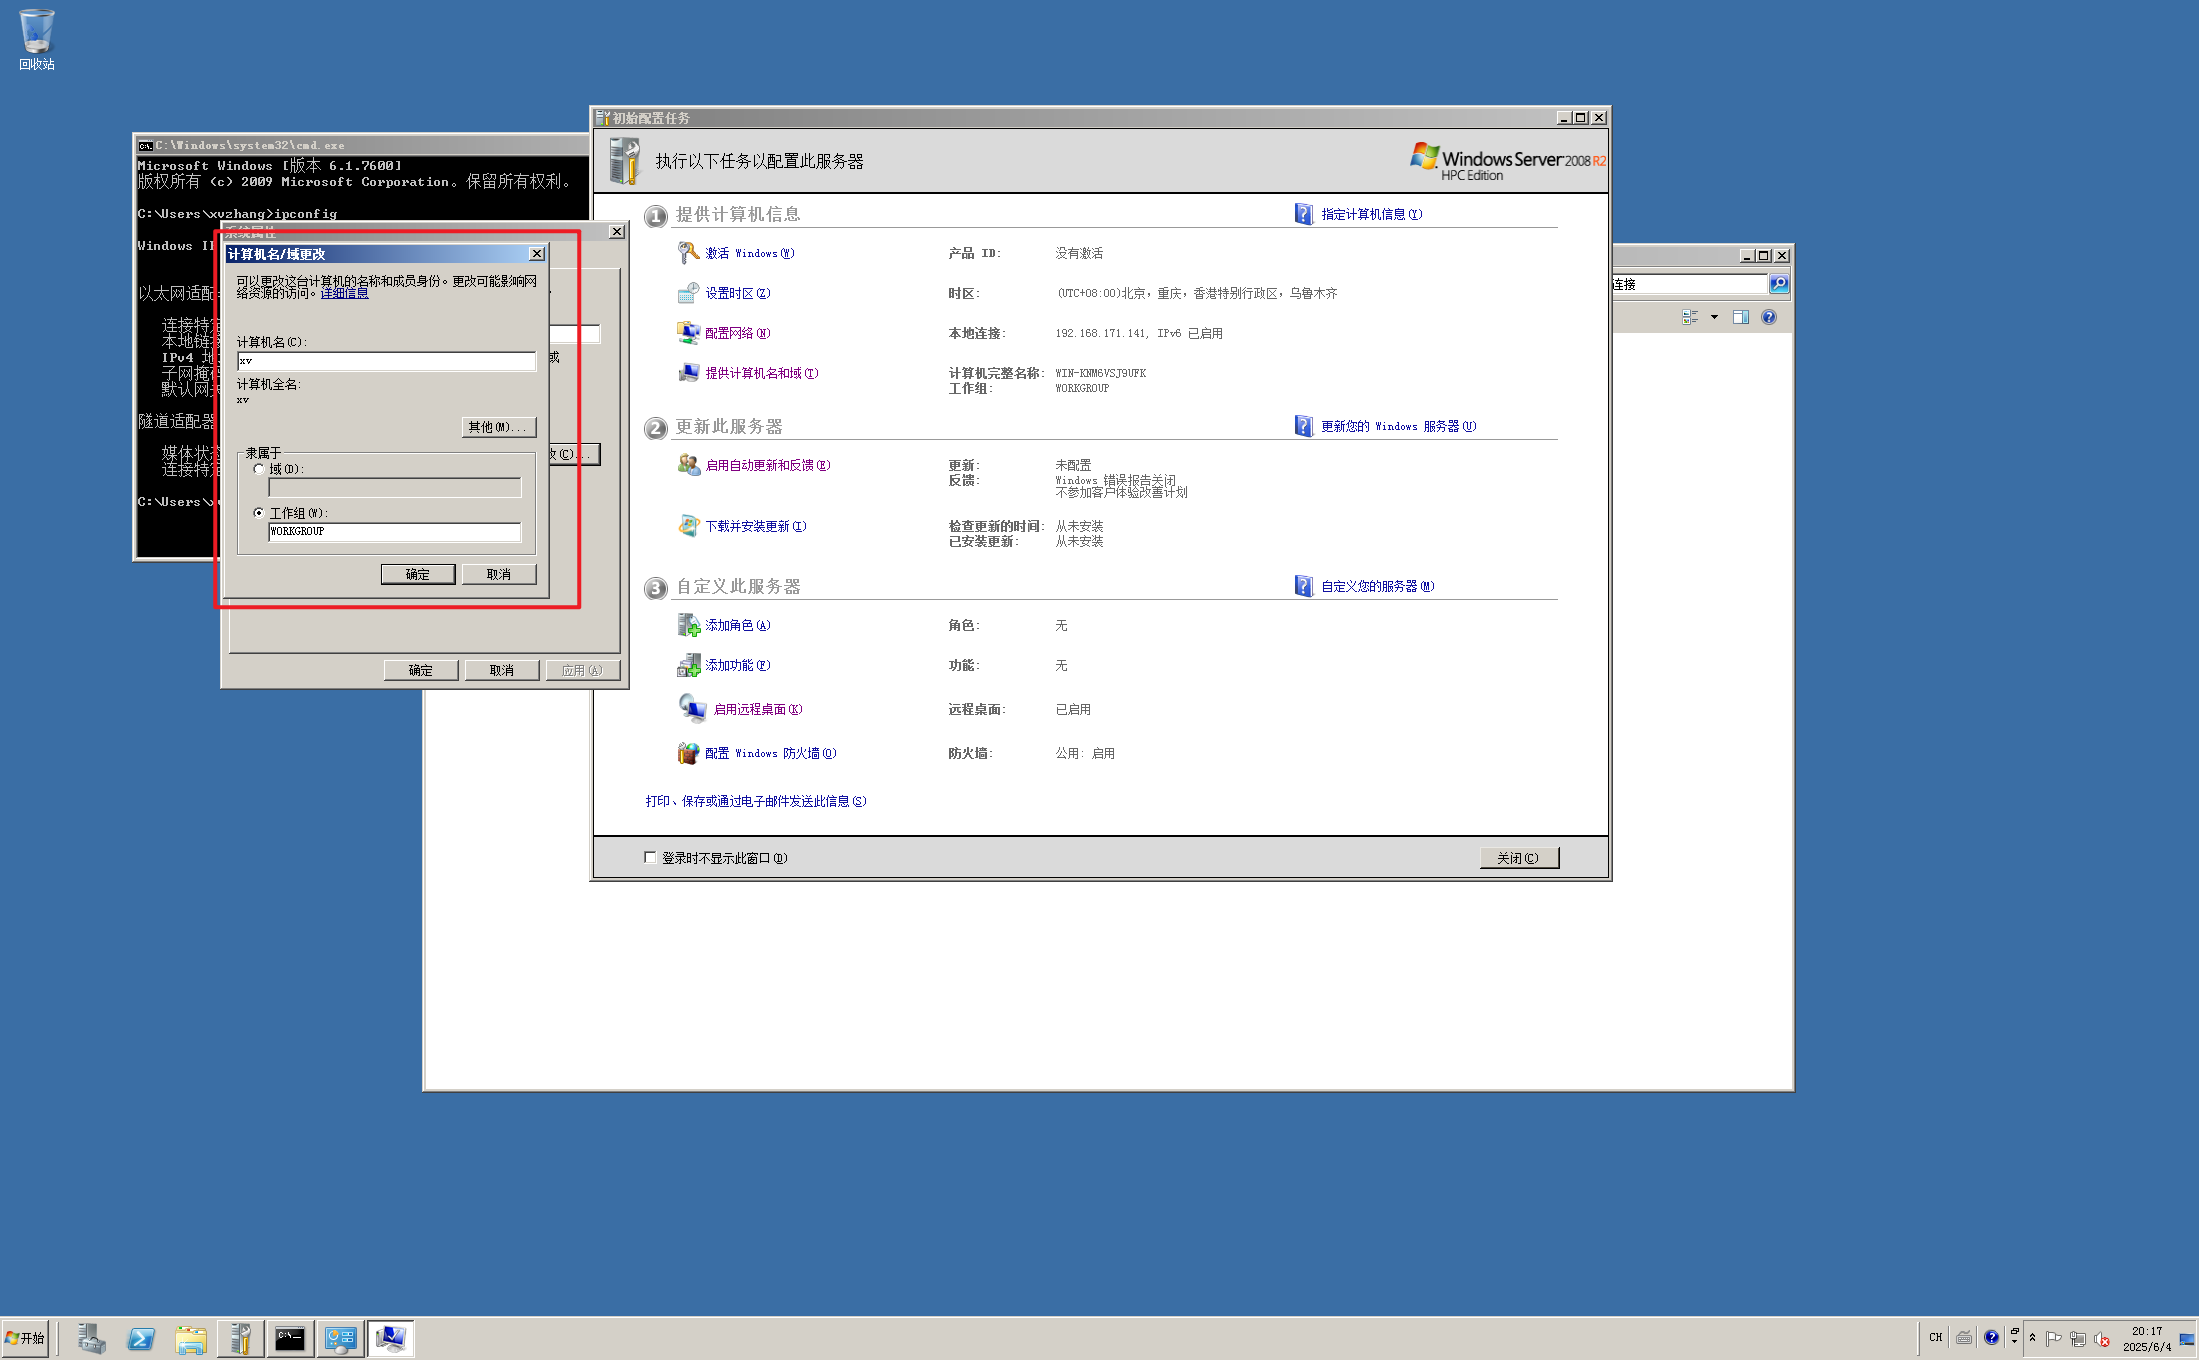 回收站
C:\Windows\system32\cmd.exe
Microsoft Windows [版本 6.1.7600]
版权所有 (c) 2009 Microsoft Corporation。保留所有权利。
C:\Users\xvzhang>ipconfig
Windows
以太网适配
连接特定
本地链接
IPv4 地
子网掩码
默认网关
隧道适配器
媒体状态
连接特定
C:\Users\
系统属性
或
改(C)...
确定
取消
应用(A)
计算机名/域更改
可以更改这台计算机的名称和成员身份。更改可能影响网
络资源的访问。详细信息
计算机名(C):
xv
计算机全名:
xv
其他(M)...
隶属于
域(D):
工作组(W):
WORKGROUP
确定
取消
初始配置任务
执行以下任务以配置此服务器
Windows Server 2008 R2
HPC Edition
1 提供计算机信息
指定计算机信息(Y)
激活 Windows(W)
产品 ID:
没有激活
设置时区(Z)
时区:
(UTC+08:00)北京，重庆，香港特别行政区，乌鲁木齐
配置网络(N)
本地连接:
192.168.171.141, IPv6 已启用
提供计算机名和域(T)
计算机完整名称:
WIN-KNM6VSJ9UFK
工作组:
WORKGROUP
2 更新此服务器
更新您的 Windows 服务器(U)
启用自动更新和反馈(E)
更新:
未配置
反馈:
Windows 错误报告关闭
不参加客户体验改善计划
下载并安装更新(I)
检查更新的时间:
从未安装
已安装更新:
从未安装
3 自定义此服务器
自定义您的服务器(M)
添加角色(A)
角色:
无
添加功能(F)
功能:
无
启用远程桌面(K)
远程桌面:
已启用
配置 Windows 防火墙(O)
防火墙:
公用: 启用
打印、保存或通过电子邮件发送此信息(S)
登录时不显示此窗口(D)
关闭(C)
连接
开始
CH
20:17
2025/6/4